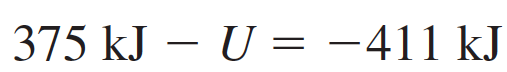 375 kJ − U = −411 kJ